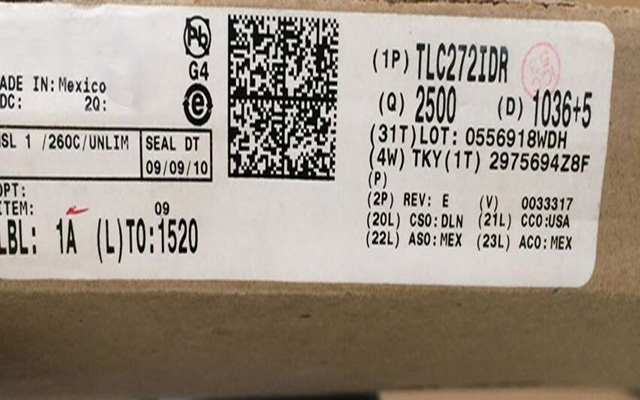 Pb
G4
e
ADE IN: Mexico
DC: 2Q:
SL 1 /260C/UNLIM
SEAL DT
09/09/10
OPT:
ITEM: 09
LBL: 1A (L)TO:1520
(1P) TLC272IDR
(Q) 2500 (D) 1036+5
(31T)LOT: 0556918WDH
(4W) TKY(1T) 2975694Z8F
(P)
(2P) REV: E (V) 0033317
(20L) CSO:DLN (21L) CCO:USA
(22L) ASO:MEX (23L) ACO:MEX